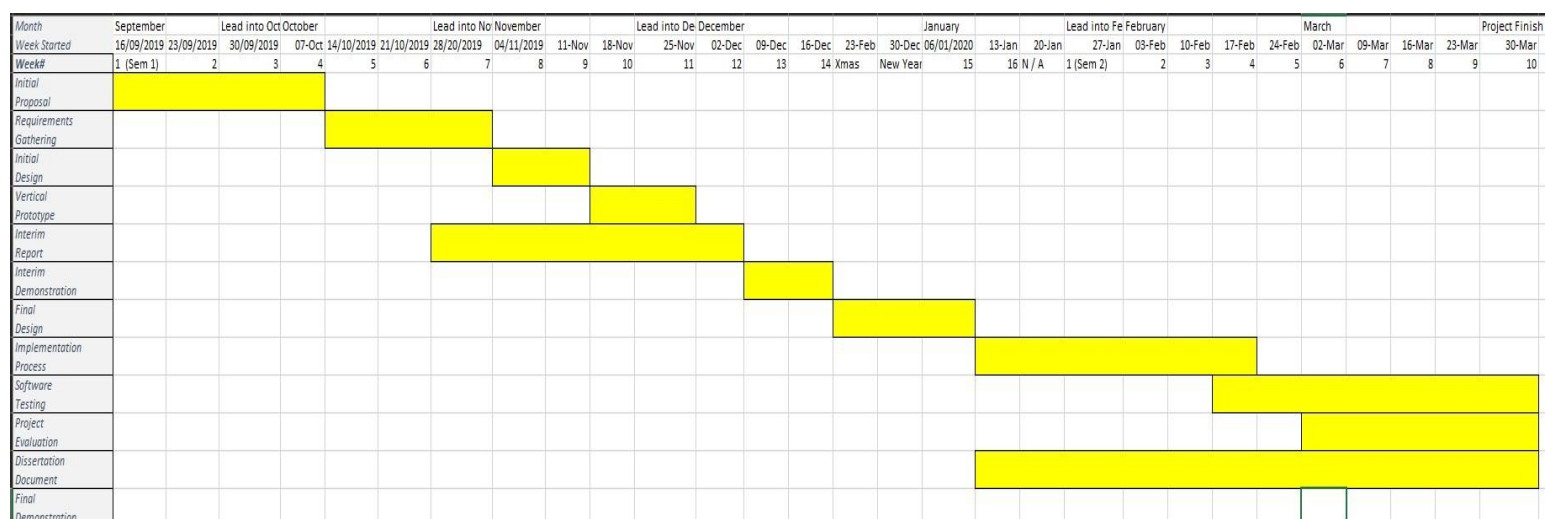 Month September Lead into Oct October Lead into No November Lead into De December January Lead into Fe February March Project Finish
Week Started 16/09/2019 23/09/2019 30/09/2019 07-Oct 14/10/2019 21/10/2019 28/20/2019 04/11/2019 11-Nov 18-Nov 25-Nov 02-Dec 09-Dec 16-Dec 23-Feb 30-Dec 06/01/2020 13-Jan 20-Jan 27-Jan 03-Feb 10-Feb 17-Feb 24-Feb 02-Mar 09-Mar 16-Mar 23-Mar 30-Mar
Week# 1 (Sem 1) 2 3 4 5 6 7 8 9 10 11 12 13 14 Xmas New Year 15 16 N / A 1 (Sem 2) 2 3 4 5 6 7 8 9 10
Initial
Proposal
Requirements
Gathering
Initial
Design
Vertical
Prototype
Interim
Report
Interim
Demonstration
Final
Design
Implementation
Process
Software
Testing
Project
Evaluation
Dissertation
Document
Final
Demonstration